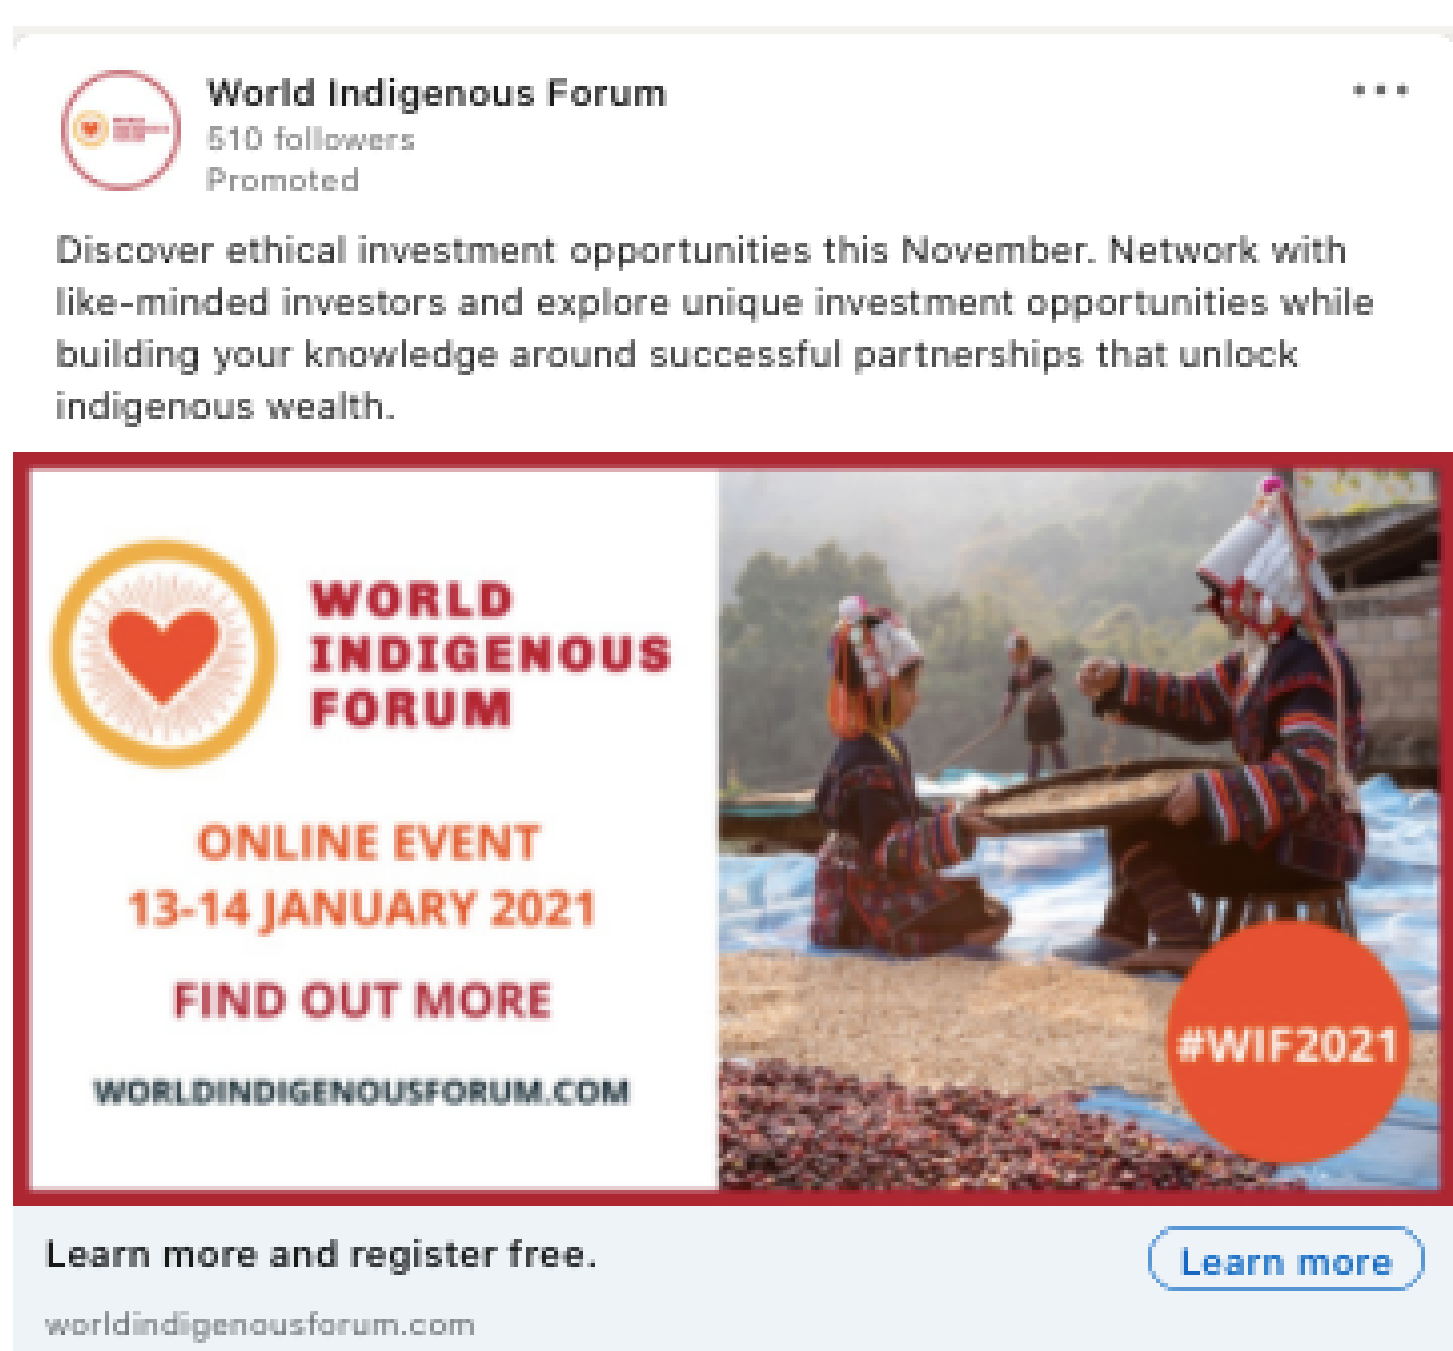 World Indigenous Forum
510 followers
Promoted
Discover ethical investment opportunities this November. Network with
like-minded investors and explore unique investment opportunities while
building your knowledge around successful partnerships that unlock
indigenous wealth.
WORLD
INDIGENOUS
FORUM
ONLINE EVENT
13-14 JANUARY 2021
FIND OUT MORE
WORLDINDIGENOUSFORUM.COM
#WIF2021
Learn more and register free.
Learn more
worldindigenousforum.com